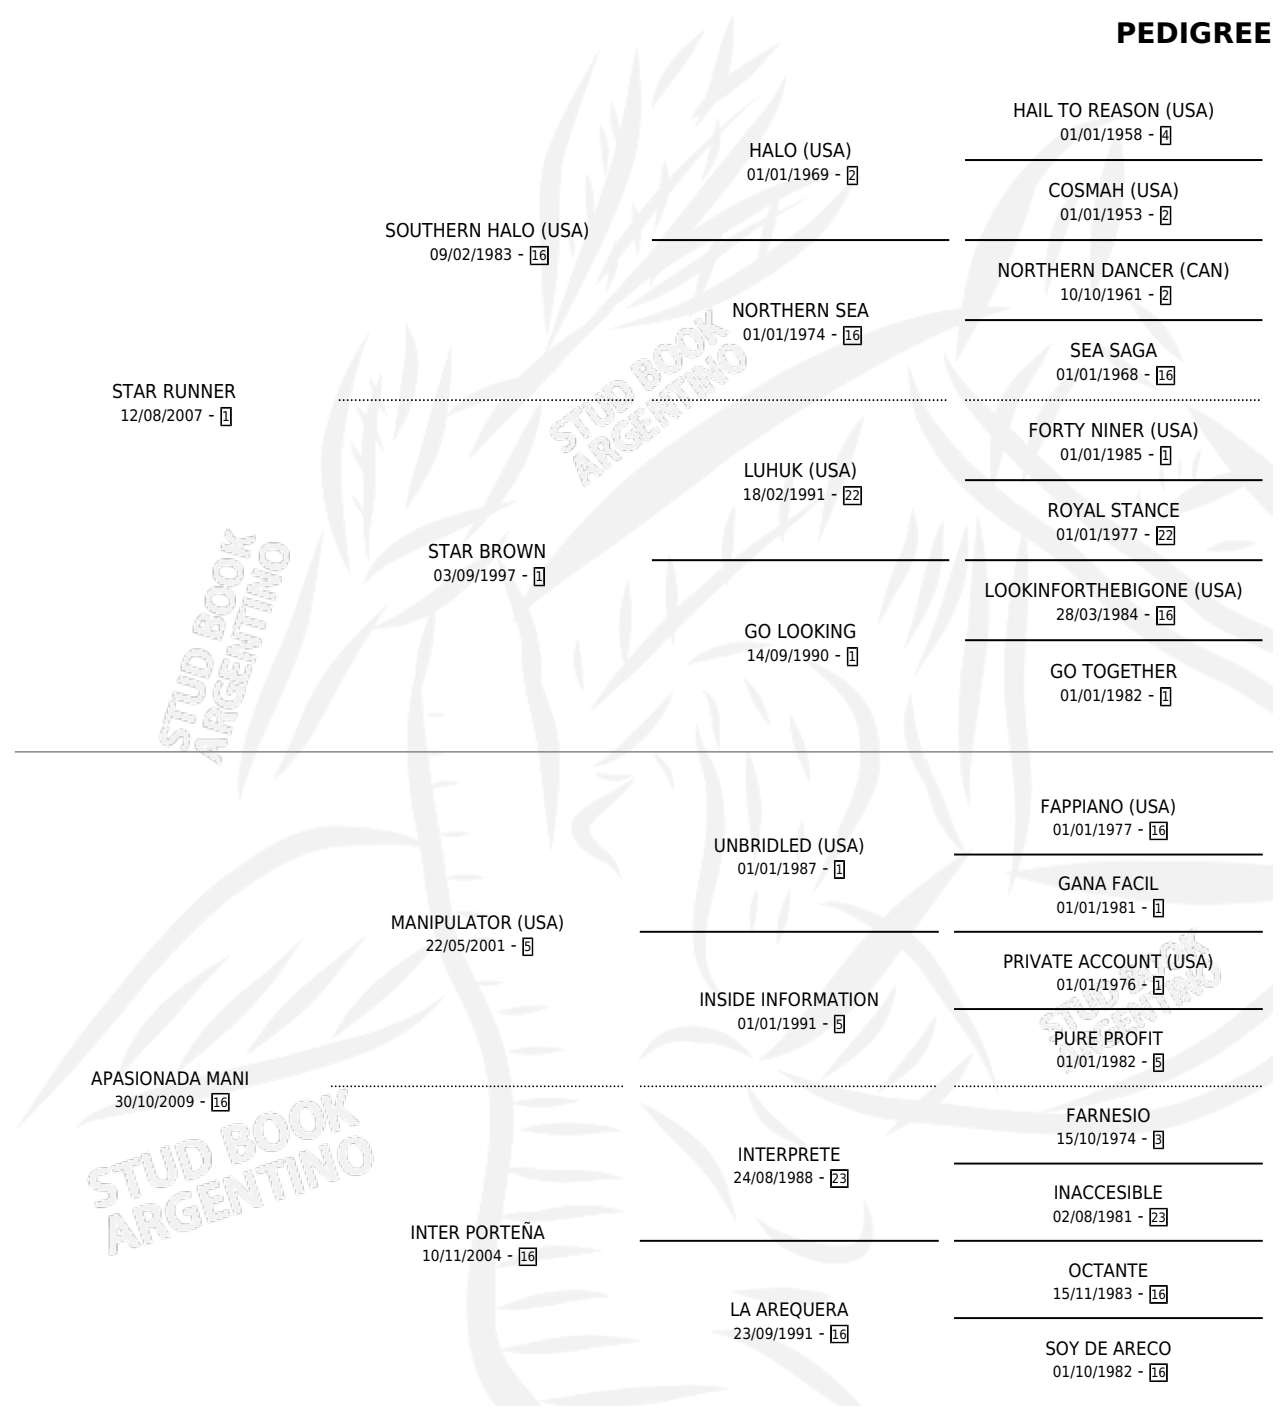 PEDIGREE
HAIL TO REASON (USA)
01/01/1958 - 4
HALO (USA)
01/01/1969 - 2
COSMAH (USA)
01/01/1953 - 2
SOUTHERN HALO (USA)
09/02/1983 - 16
NORTHERN DANCER (CAN)
10/10/1961 - 2
NORTHERN SEA
01/01/1974 - 16
SEA SAGA
01/01/1968 - 16
STAR RUNNER
12/08/2007 - 1
FORTY NINER (USA)
01/01/1985 - 1
LUHUK (USA)
18/02/1991 - 22
ROYAL STANCE
01/01/1977 - 22
STAR BROWN
03/09/1997 - 1
LOOKINFORTHEBIGONE (USA)
28/03/1984 - 16
GO LOOKING
14/09/1990 - 1
GO TOGETHER
01/01/1982 - 1
FAPPIANO (USA)
01/01/1977 - 16
UNBRIDLED (USA)
01/01/1987 - 1
GANA FACIL
01/01/1981 - 1
MANIPULATOR (USA)
22/05/2001 - 5
PRIVATE ACCOUNT (USA)
01/01/1976 - 1
INSIDE INFORMATION
01/01/1991 - 5
PURE PROFIT
01/01/1982 - 5
APASIONADA MANI
30/10/2009 - 16
FARNESIO
15/10/1974 - 3
INTERPRETE
24/08/1988 - 23
INACCESIBLE
02/08/1981 - 23
INTER PORTEÑA
10/11/2004 - 16
OCTANTE
15/11/1983 - 16
LA AREQUERA
23/09/1991 - 16
SOY DE ARECO
01/10/1982 - 16
STUD BOOK
ARGENTINO
STUD BOOK
ARGENTINO
STUD BOOK
ARGENTINO
STUD BOOK
ARGENTINO